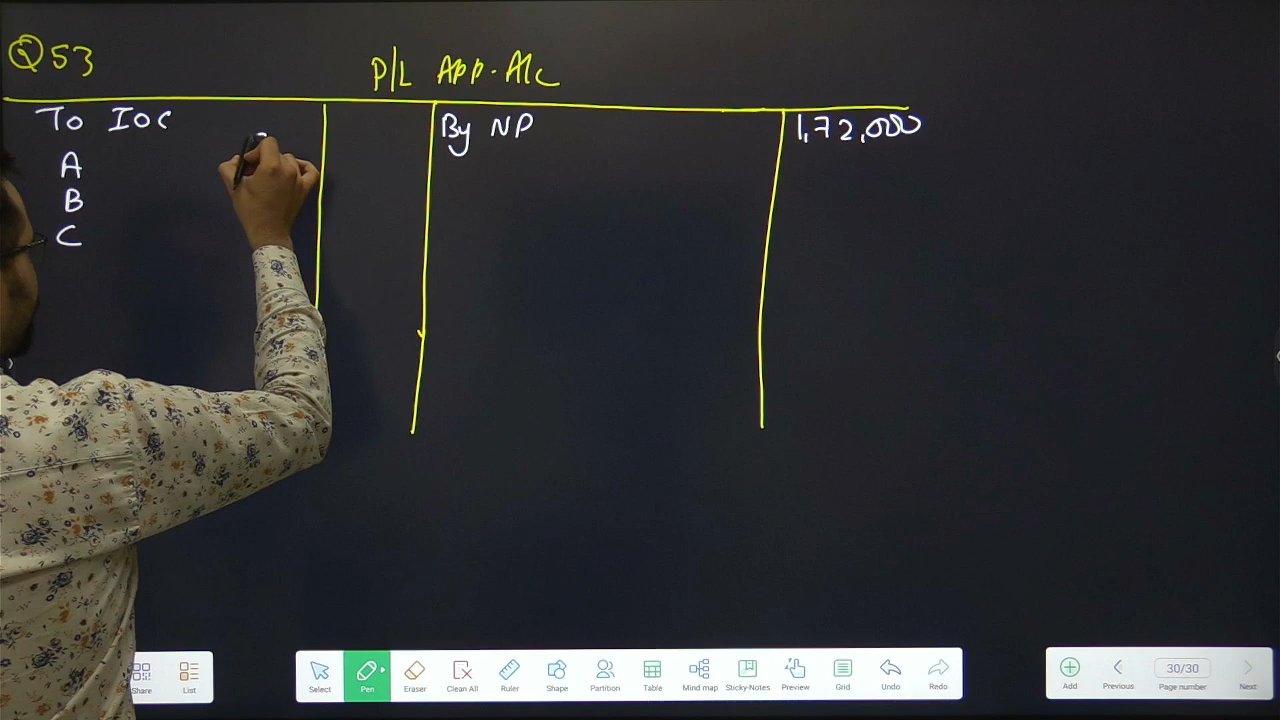 Q53
P/L APP. A/c
To IOC
By NP
1,72,000
A
B
C
Share
List
Select
Pen
Eraser
Clean All
Ruler
Shape
Partition
Table
Mind map
Sticky-Notes
Preview
Grid
Undo
Redo
Add
Previous
30/30
Page number
Next